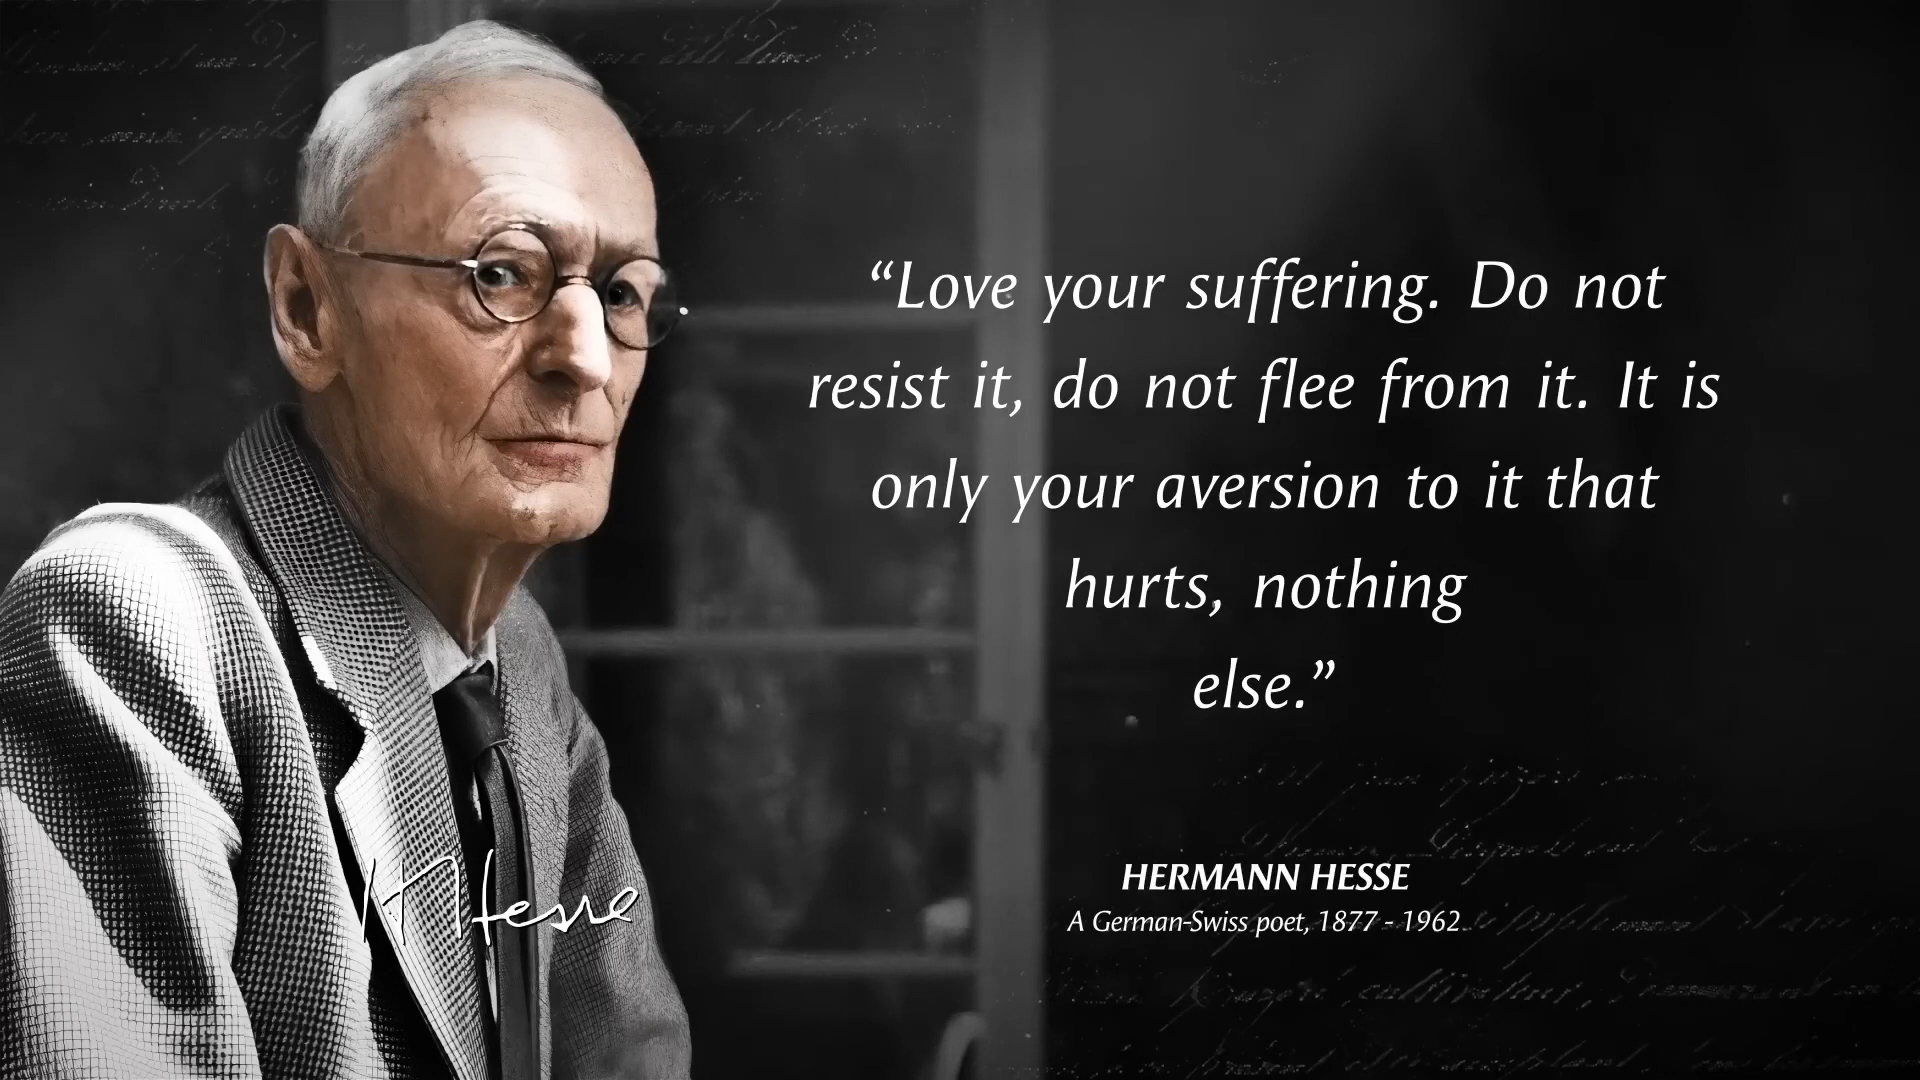 “Love your suffering. Do not
resist it, do not flee from it. It is
only your aversion to it that
hurts, nothing
else.”
HERMANN HESSE
A German-Swiss poet, 1877 - 1962
H Hesse